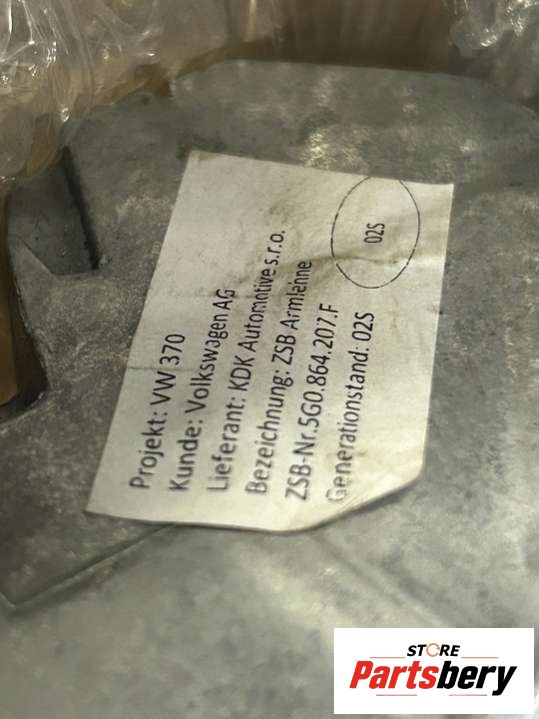 Projekt: VW 370
Kunde: Volkswagen AG
Lieferant: KDK Automotive s.r.o.
Bezeichnung: ZSB Armlehne
ZSB-Nr.5G0.864.207.F
Generationstand: 02S
02S
STORE
Partsbery